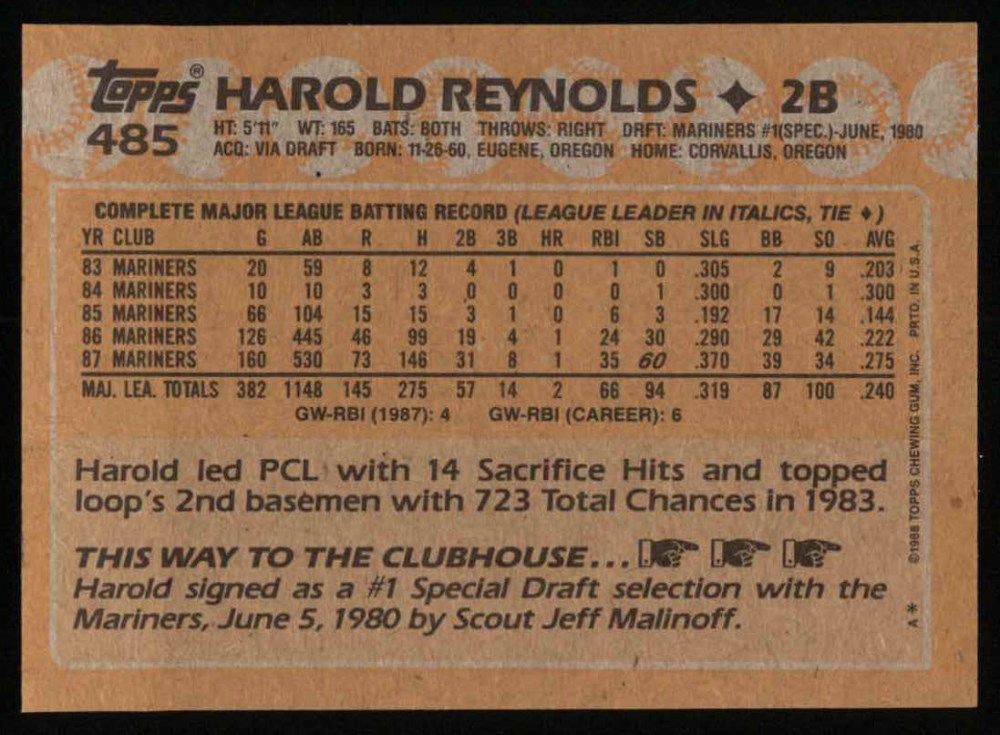 topps® HAROLD REYNOLDS ♦ 2B
485
HT: 5'11" WT: 165 BATS: BOTH THROWS: RIGHT DRFT: MARINERS #1(SPEC.)-JUNE, 1980
ACQ: VIA DRAFT BORN: 11-26-60, EUGENE, OREGON HOME: CORVALLIS, OREGON
COMPLETE MAJOR LEAGUE BATTING RECORD (LEAGUE LEADER IN ITALICS, TIE ♦)
YR CLUB G AB R H 2B 3B HR RBI SB SLG BB SO AVG
83 MARINERS 20 59 8 12 4 1 0 1 0 .305 2 9 .203
84 MARINERS 10 10 3 3 0 0 0 0 1 .300 0 1 .300
85 MARINERS 66 104 15 15 3 1 0 6 3 .192 17 14 .144
86 MARINERS 126 445 46 99 19 4 1 24 30 .290 29 42 .222
87 MARINERS 160 530 73 146 31 8 1 35 60 .370 39 34 .275
MAJ. LEA. TOTALS 382 1148 145 275 57 14 2 66 94 .319 87 100 .240
GW-RBI (1987): 4 GW-RBI (CAREER): 6
Harold led PCL with 14 Sacrifice Hits and topped
loop's 2nd basemen with 723 Total Chances in 1983.
THIS WAY TO THE CLUBHOUSE...
Harold signed as a #1 Special Draft selection with the
Mariners, June 5, 1980 by Scout Jeff Malinoff.
A* ©1988 TOPPS CHEWING GUM, INC. PRTD. IN U.S.A.